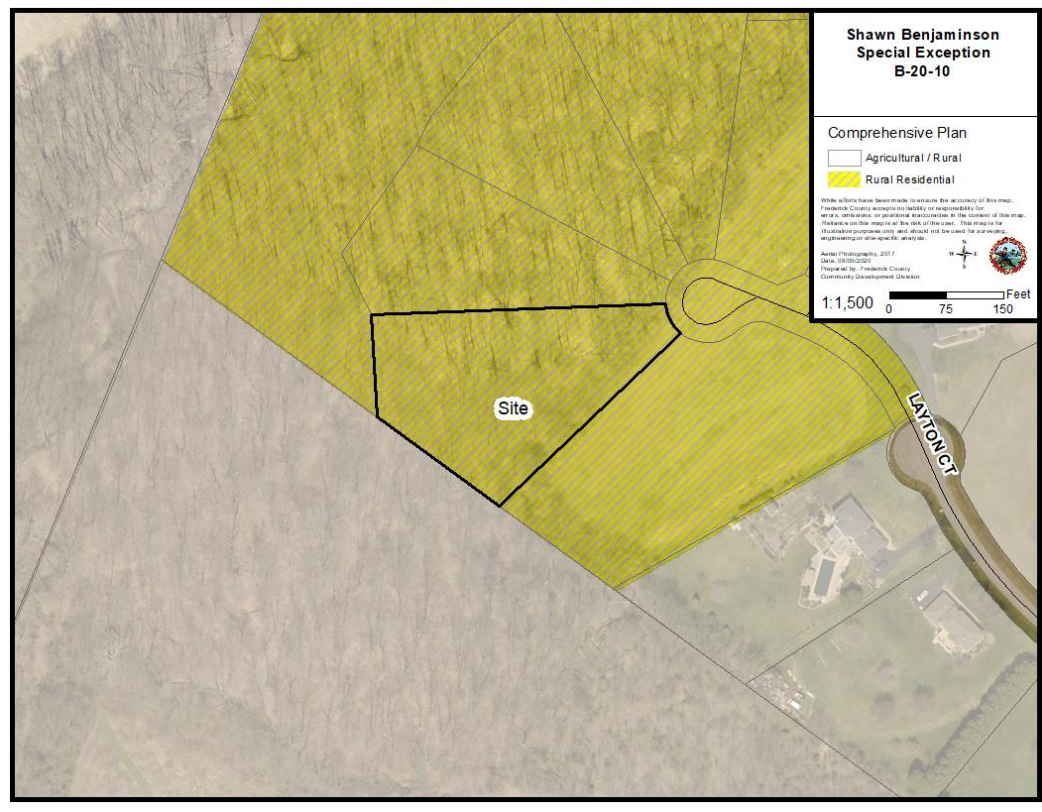 Shawn Benjaminson
Special Exception
B-20-10
Comprehensive Plan
Agricultural / Rural
Rural Residential
While efforts have been made to ensure the accuracy of this map,
Frederick County accepts no liability or responsibility for
errors, omissions, or positional inaccuracies in the content of this map.
Reliance on this map is at the risk of the user. This map is for
illustration purposes only and should not be used for surveying,
engineering, or site-specific analysis.
Aerial Photography, 2017
Date: 08/05/2020
Prepared by: Frederick County
Community Development Division
N
W E
S
1:1,500
Feet
0 75 150
Site
LAYTON CT